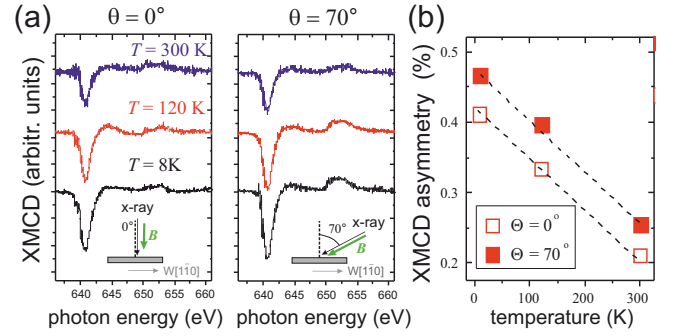 (a)
θ = 0°
θ = 70°
XMCD (arbitr. units)
T = 300 K
T = 120 K
T = 8K
x-ray
0°
B
W[11̅0]
640 645 650 655 660
photon energy (eV)
70°
x-ray
B
W[11̅0]
640 645 650 655 660
photon energy (eV)
(b)
XMCD asymmetry (%)
0.5
0.4
0.3
0.2
Θ = 0°
Θ = 70°
0 100 200 300
temperature (K)